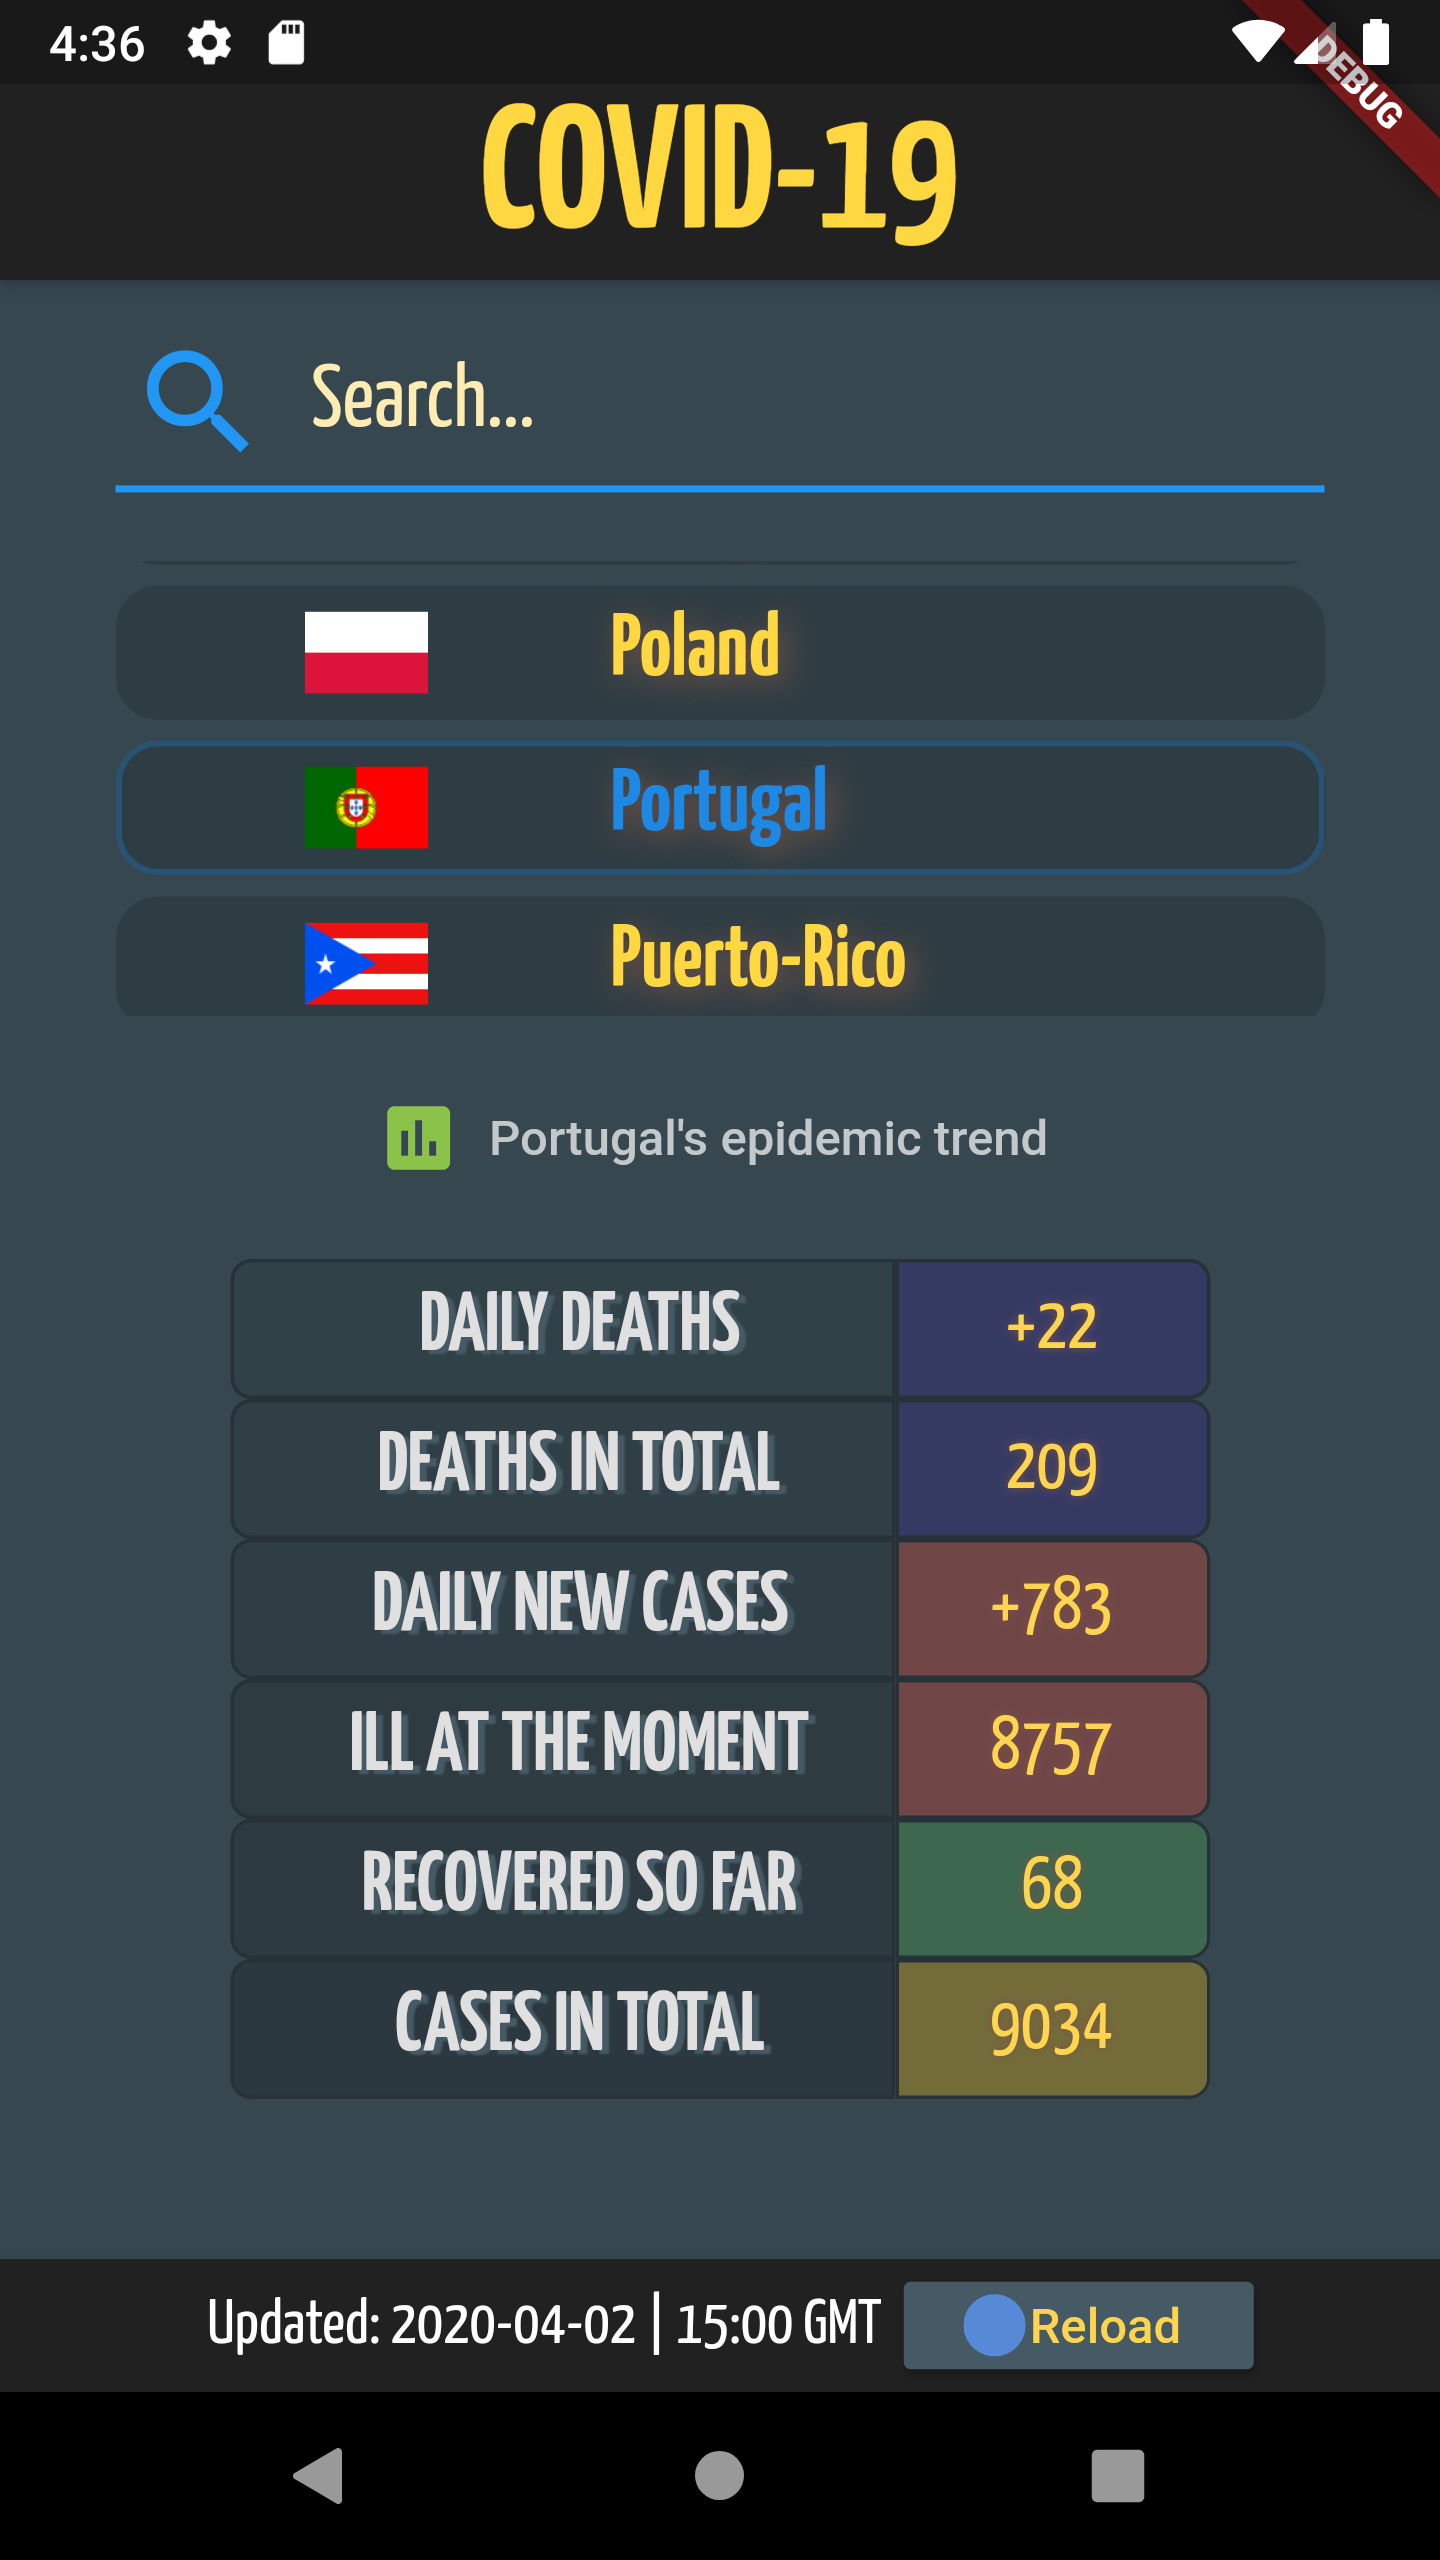 4:36
DEBUG
COVID-19
Search...
Poland
Portugal
Puerto-Rico
Portugal's epidemic trend
DAILY DEATHS +22
DEATHS IN TOTAL 209
DAILY NEW CASES +783
ILL AT THE MOMENT 8757
RECOVERED SO FAR 68
CASES IN TOTAL 9034
Updated: 2020-04-02 | 15:00 GMT Reload